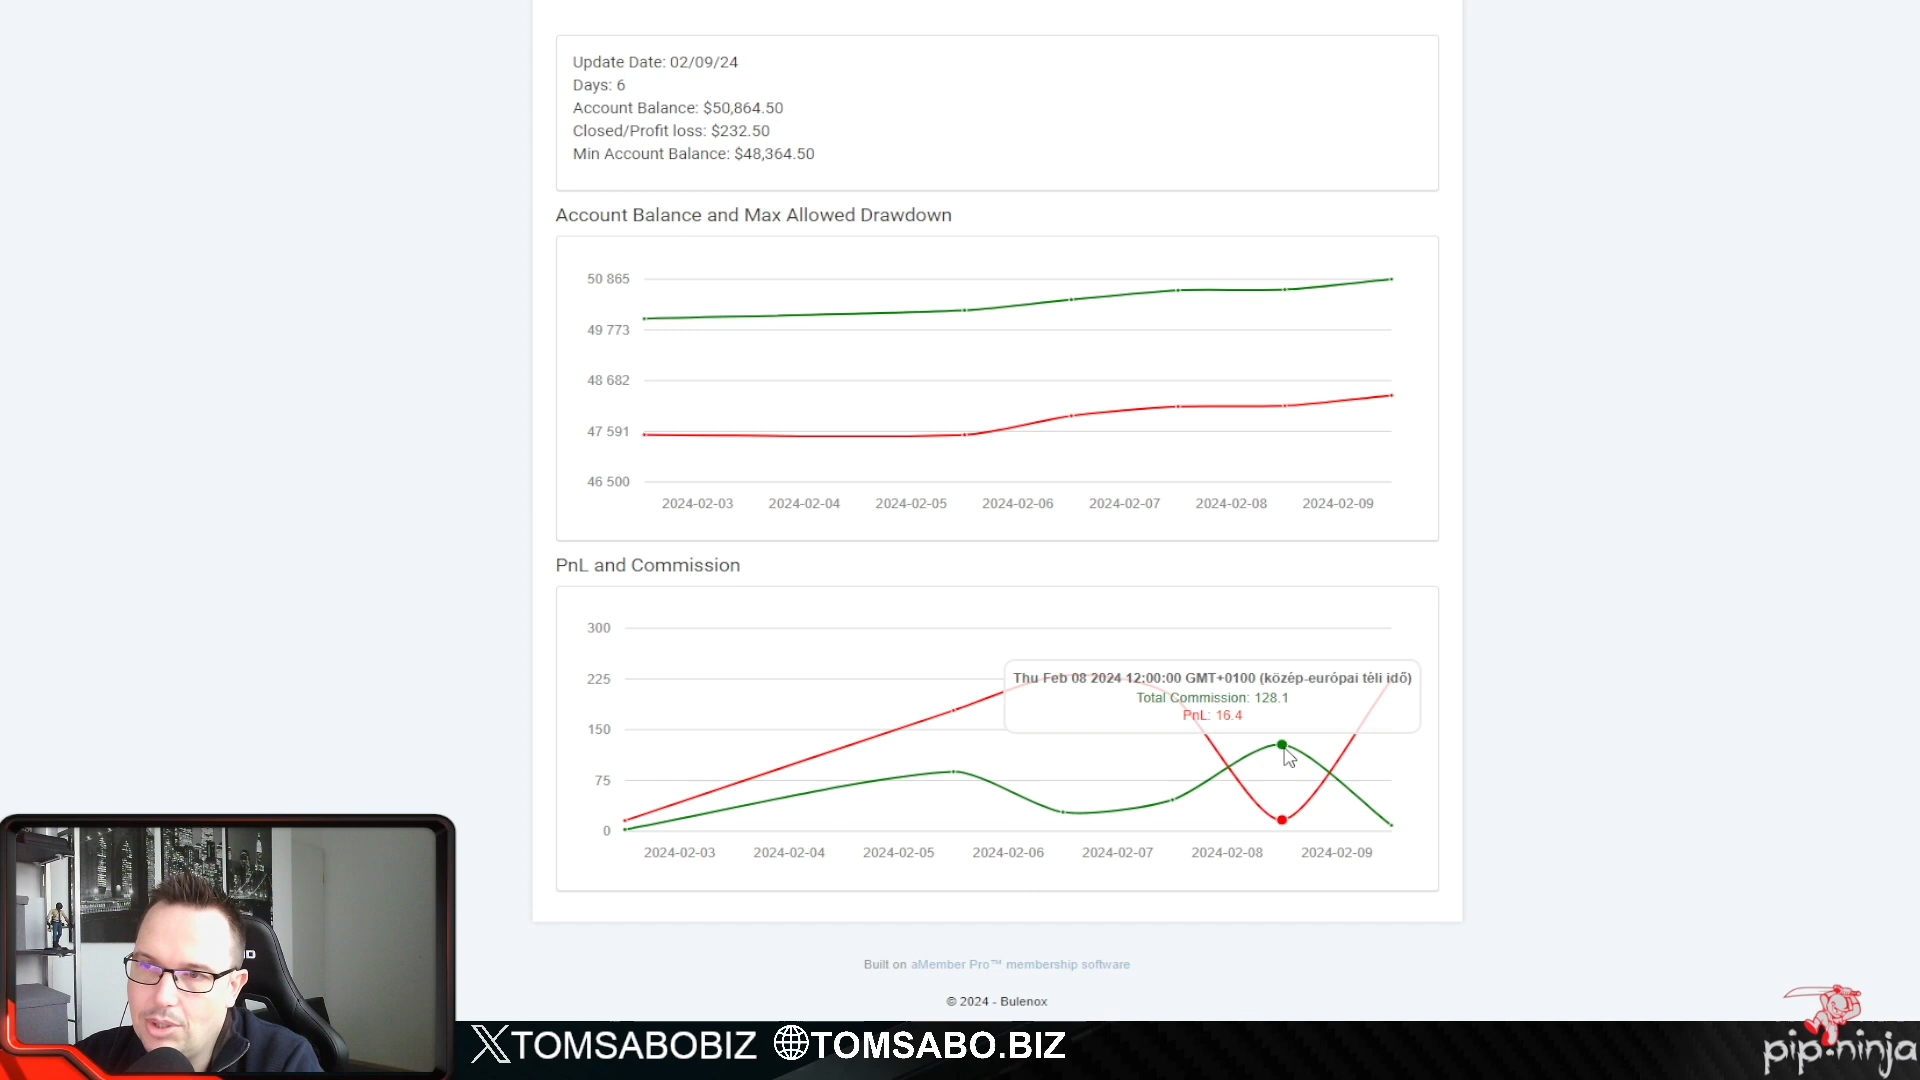 Update Date: 02/09/24
Days: 6
Account Balance: $50,864.50
Closed/Profit loss: $232.50
Min Account Balance: $48,364.50
Account Balance and Max Allowed Drawdown
50 865
49 773
48 682
47 591
46 500
2024-02-03 2024-02-04 2024-02-05 2024-02-06 2024-02-07 2024-02-08 2024-02-09
PnL and Commission
300
225
150
75
0
Thu Feb 08 2024 12:00:00 GMT+0100 (közép-európai téli idő)
Total Commission: 128.1
PnL: 16.4
2024-02-03 2024-02-04 2024-02-05 2024-02-06 2024-02-07 2024-02-08 2024-02-09
Built on aMember Pro™ membership software
© 2024 - Bulenox
XTOMSABOBIZ TOMSABO.BIZ
pip-ninja